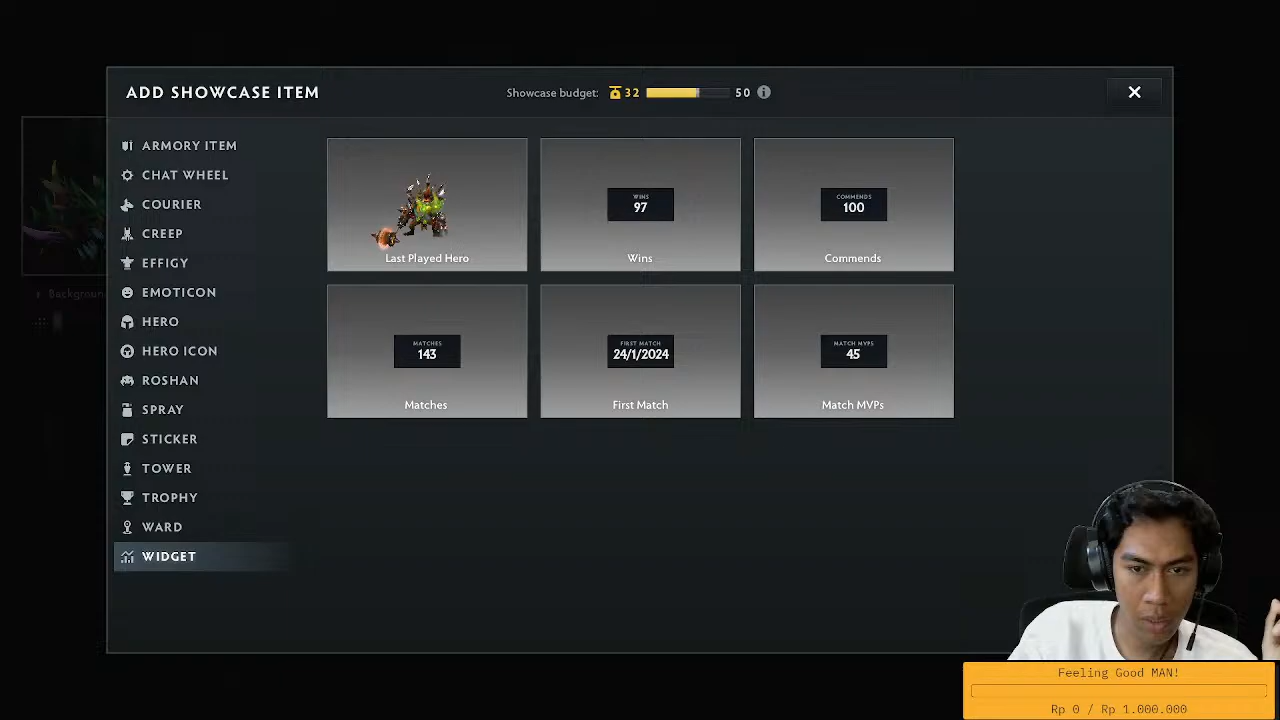 ADD SHOWCASE ITEM
Showcase budget: 32 50
ARMORY ITEM
CHAT WHEEL
COURIER
CREEP
EFFIGY
EMOTICON
HERO
HERO ICON
ROSHAN
SPRAY
STICKER
TOWER
TROPHY
WARD
WIDGET
Last Played Hero
WINS
97
Wins
COMMENDS
100
Commends
MATCHES
143
Matches
FIRST MATCH
24/1/2024
First Match
MATCH MVPS
45
Match MVPs
Background
Feeling Good MAN!
Rp 0 / Rp 1.000.000